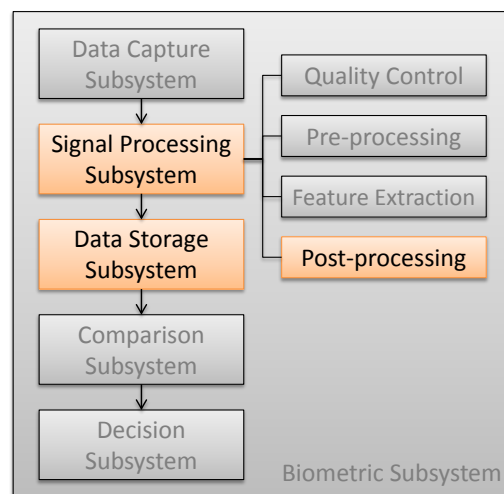 Data Capture
Subsystem
Signal Processing
Subsystem
Data Storage
Subsystem
Comparison
Subsystem
Decision
Subsystem
Quality Control
Pre-processing
Feature Extraction
Post-processing
Biometric Subsystem